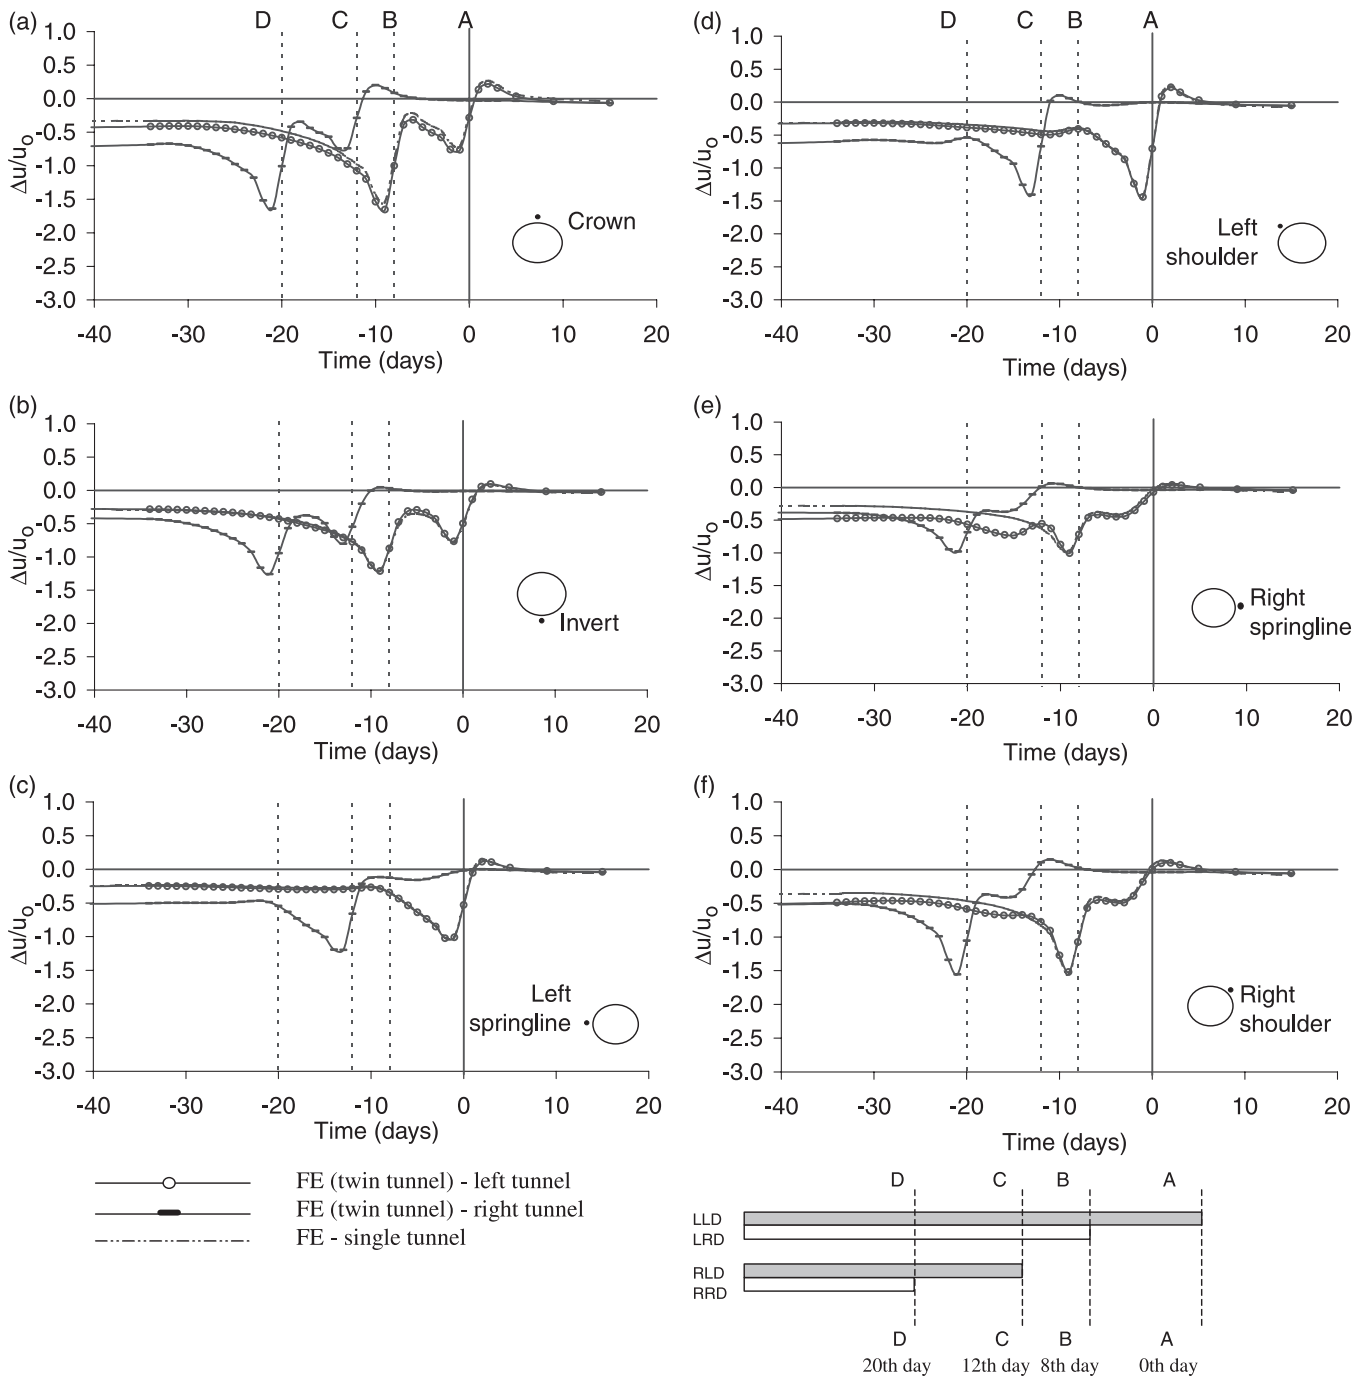 (a)
D C B A
1.0
0.5
0.0
-0.5
-1.0
-1.5
-2.0
-2.5
-3.0
Δu/uo
Crown
-40 -30 -20 -10 0 10 20
Time (days)
(d)
D C B A
1.0
0.5
0.0
-0.5
-1.0
-1.5
-2.0
-2.5
-3.0
Δu/uo
Left
shoulder
-40 -30 -20 -10 0 10 20
Time (days)
(b)
1.0
0.5
0.0
-0.5
-1.0
-1.5
-2.0
-2.5
-3.0
Δu/uo
Invert
-40 -30 -20 -10 0 10 20
Time (days)
(e)
1.0
0.5
0.0
-0.5
-1.0
-1.5
-2.0
-2.5
-3.0
Δu/uo
Right
springline
-40 -30 -20 -10 0 10 20
Time (days)
(c)
1.0
0.5
0.0
-0.5
-1.0
-1.5
-2.0
-2.5
-3.0
Δu/uo
Left
springline
-40 -30 -20 -10 0 10 20
Time (days)
(f)
1.0
0.5
0.0
-0.5
-1.0
-1.5
-2.0
-2.5
-3.0
Δu/uo
Right
shoulder
-40 -30 -20 -10 0 10 20
Time (days)
FE (twin tunnel) - left tunnel
FE (twin tunnel) - right tunnel
FE - single tunnel
D C B A
LLD
LRD
RLD
RRD
D C B A
20th day 12th day 8th day 0th day